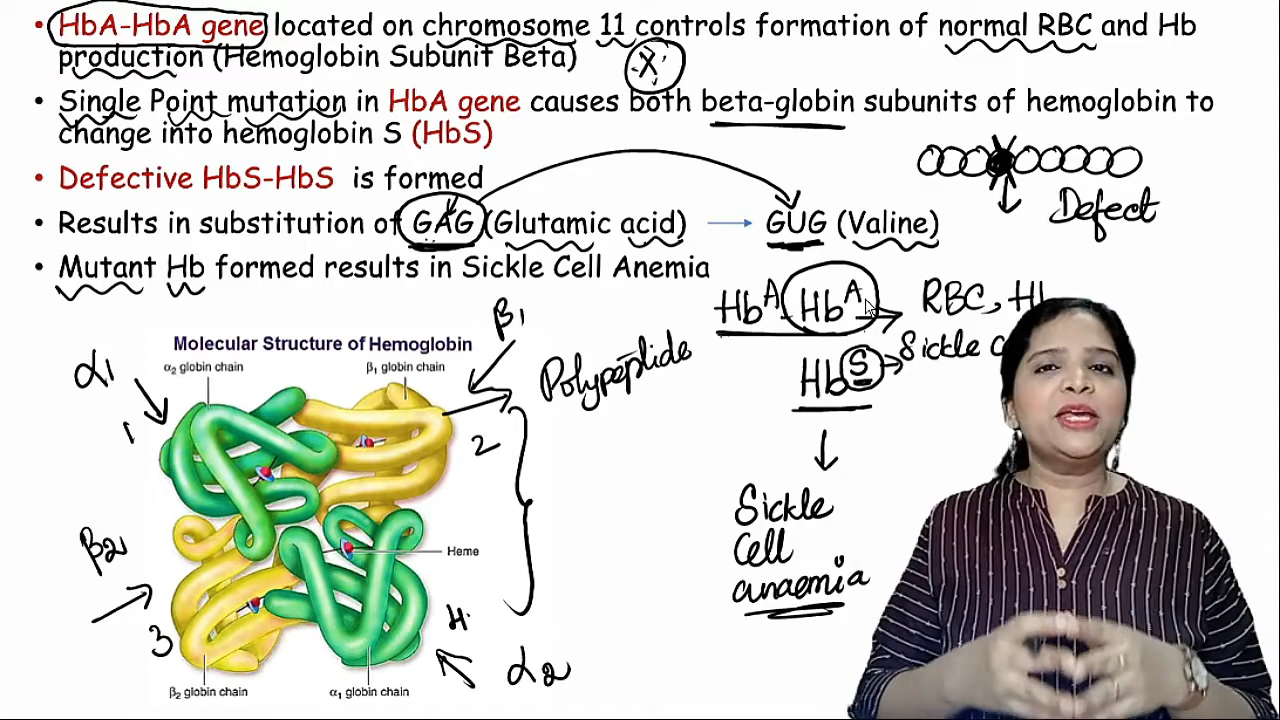 • HbA-HbA gene located on chromosome 11 controls formation of normal RBC and Hb
production (Hemoglobin Subunit Beta)
X
• Single Point mutation in HbA gene causes both beta-globin subunits of hemoglobin to
change into hemoglobin S (HbS)
• Defective HbS-HbS is formed
Defect
• Results in substitution of GAG (Glutamic acid) → GUG (Valine)
• Mutant Hb formed results in Sickle Cell Anemia
HbA HbA → RBC,
HbS → Sickle
Sickle
Cell
anaemia
Molecular Structure of Hemoglobin
α2 globin chain
β1 globin chain
α1
β1
Polypeptide
1
2
β2
Heme
3
α2
β2 globin chain
α1 globin chain